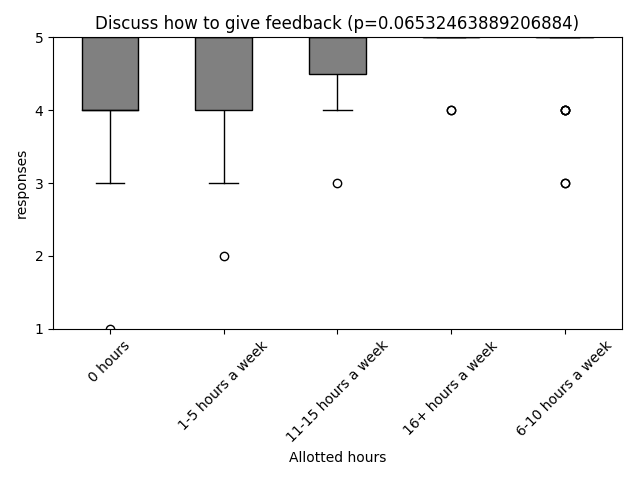 Discuss how to give feedback (p=0.06532463889206884)
5
4
3
2
1
responses
0 hours
1-5 hours a week
11-15 hours a week
16+ hours a week
6-10 hours a week
Allotted hours